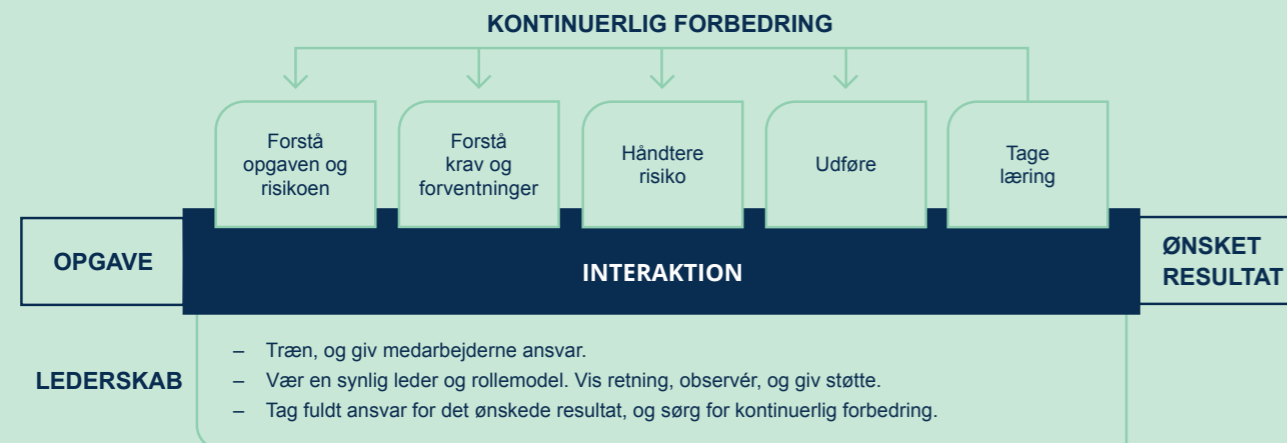 KONTINUERLIG FORBEDRING
Forstå
opgaven og
risikoen
Forstå
krav og
forventninger
Håndtere
risiko
Udføre
Tage
læring
OPGAVE
INTERAKTION
ØNSKET
RESULTAT
LEDERSKAB
– Træn, og giv medarbejderne ansvar.
– Vær en synlig leder og rollemodel. Vis retning, observér, og giv støtte.
– Tag fuldt ansvar for det ønskede resultat, og sørg for kontinuerlig forbedring.